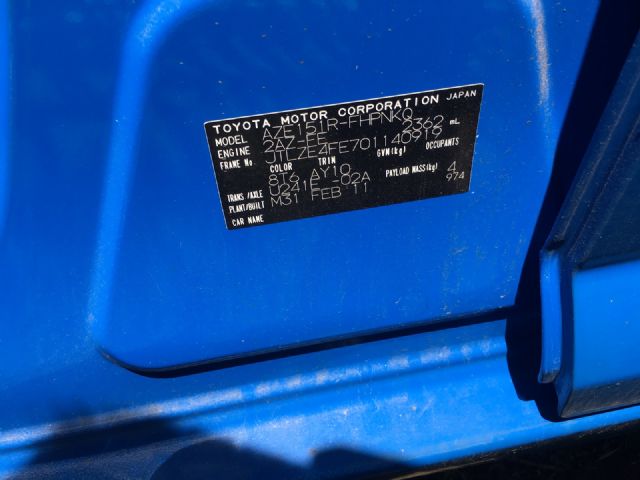 TOYOTA MOTOR CORPORATION JAPAN
MODEL AZE151R-FHPNKQ
ENGINE 2AZ-FE 2362 mL
FRAME NO. JTLZE4FE701140919
COLOR TRIM GVM(kg) OCCUPANTS
8T6 AY10 4
TRANS./AXLE U241E -02A PAYLOAD MASS(kg) 974
PLANT/BUILT M31 FEB 11
CAR NAME